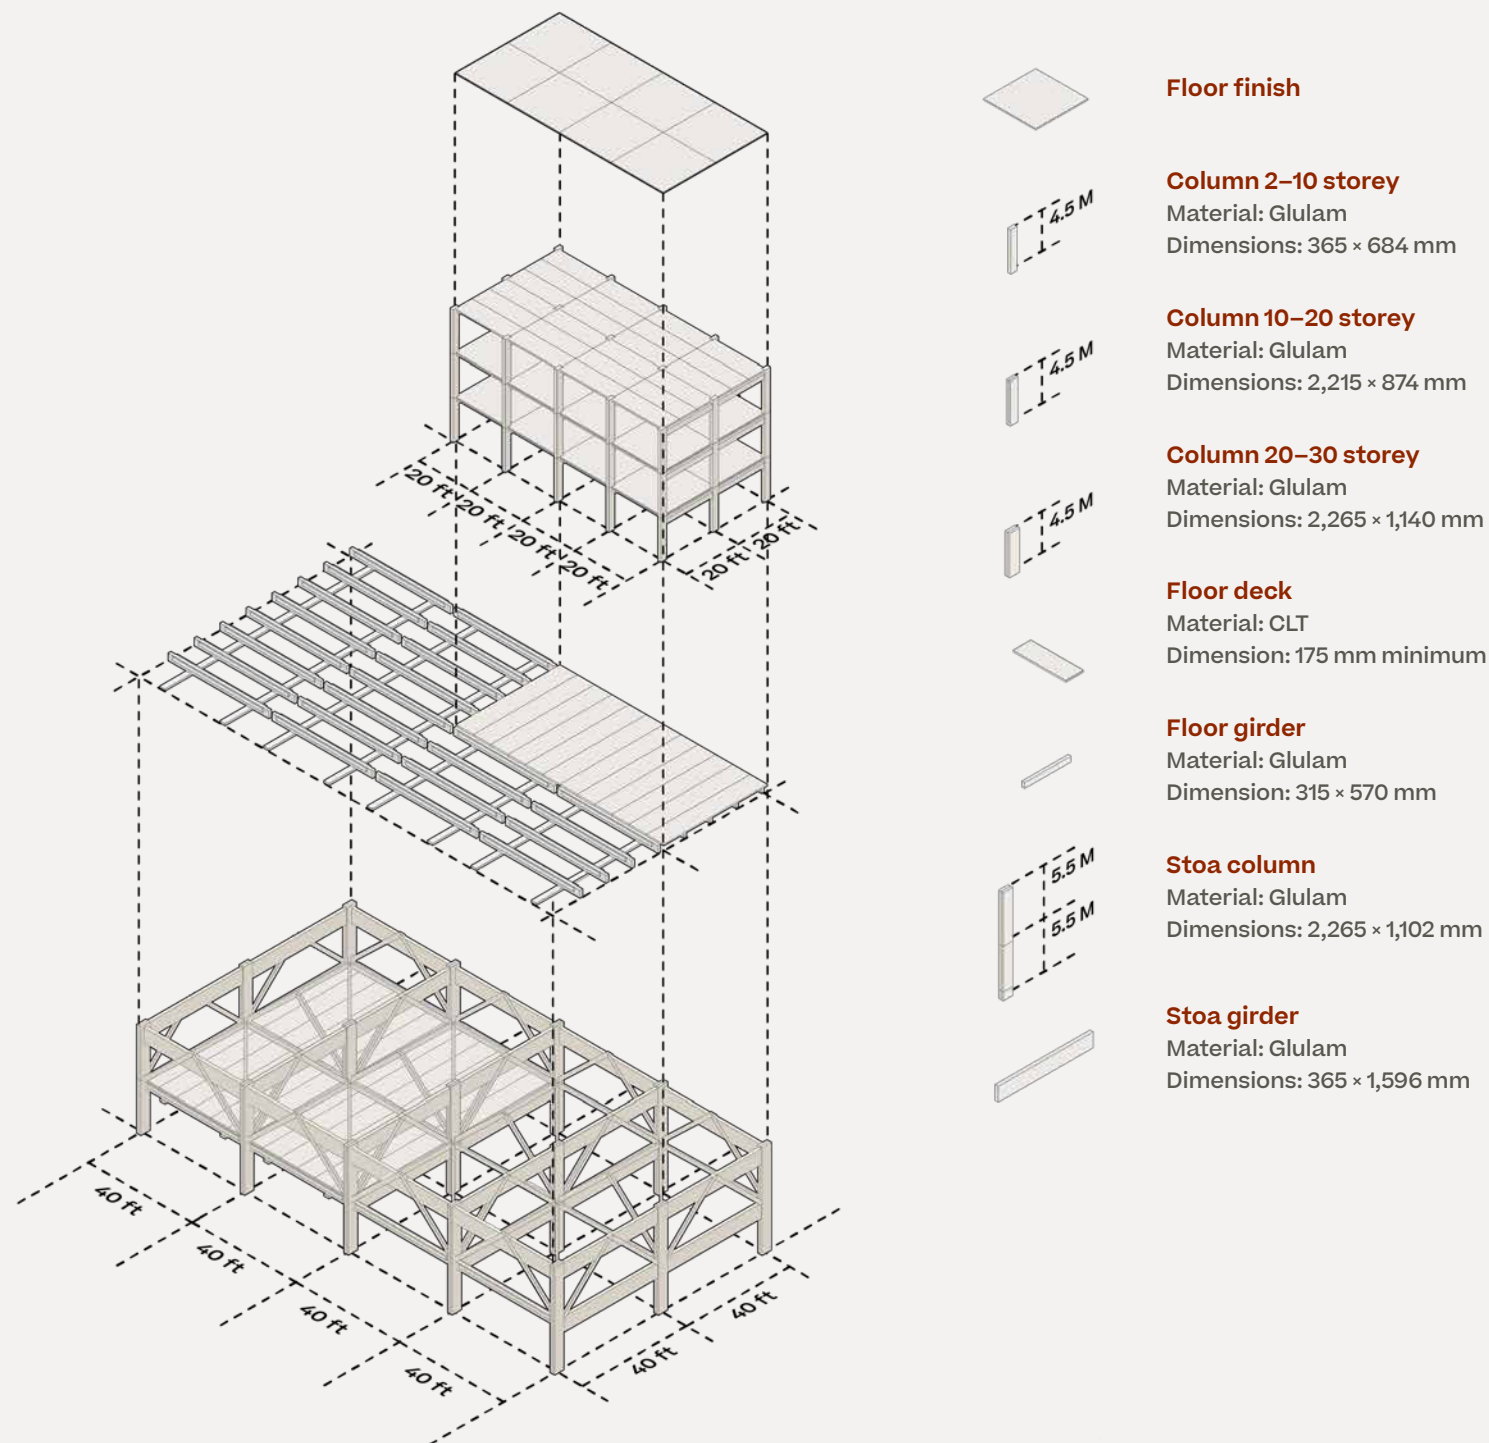 20 ft
20 ft
20 ft
20 ft
20 ft
20 ft
40 ft
40 ft
40 ft
40 ft
40 ft
40 ft
Floor finish
4.5 M
Column 2–10 storey
Material: Glulam
Dimensions: 365 × 684 mm
4.5 M
Column 10–20 storey
Material: Glulam
Dimensions: 2,215 × 874 mm
4.5 M
Column 20–30 storey
Material: Glulam
Dimensions: 2,265 × 1,140 mm
Floor deck
Material: CLT
Dimension: 175 mm minimum
Floor girder
Material: Glulam
Dimension: 315 × 570 mm
5.5 M
5.5 M
Stoa column
Material: Glulam
Dimensions: 2,265 × 1,102 mm
Stoa girder
Material: Glulam
Dimensions: 365 × 1,596 mm